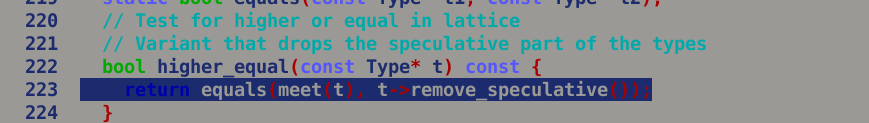 219   static bool equals(const Type* t1, const Type* t2);
220   // Test for higher or equal in lattice
221   // Variant that drops the speculative part of the types
222   bool higher_equal(const Type* t) const {
223     return equals(meet(t), t->remove_speculative());
224   }